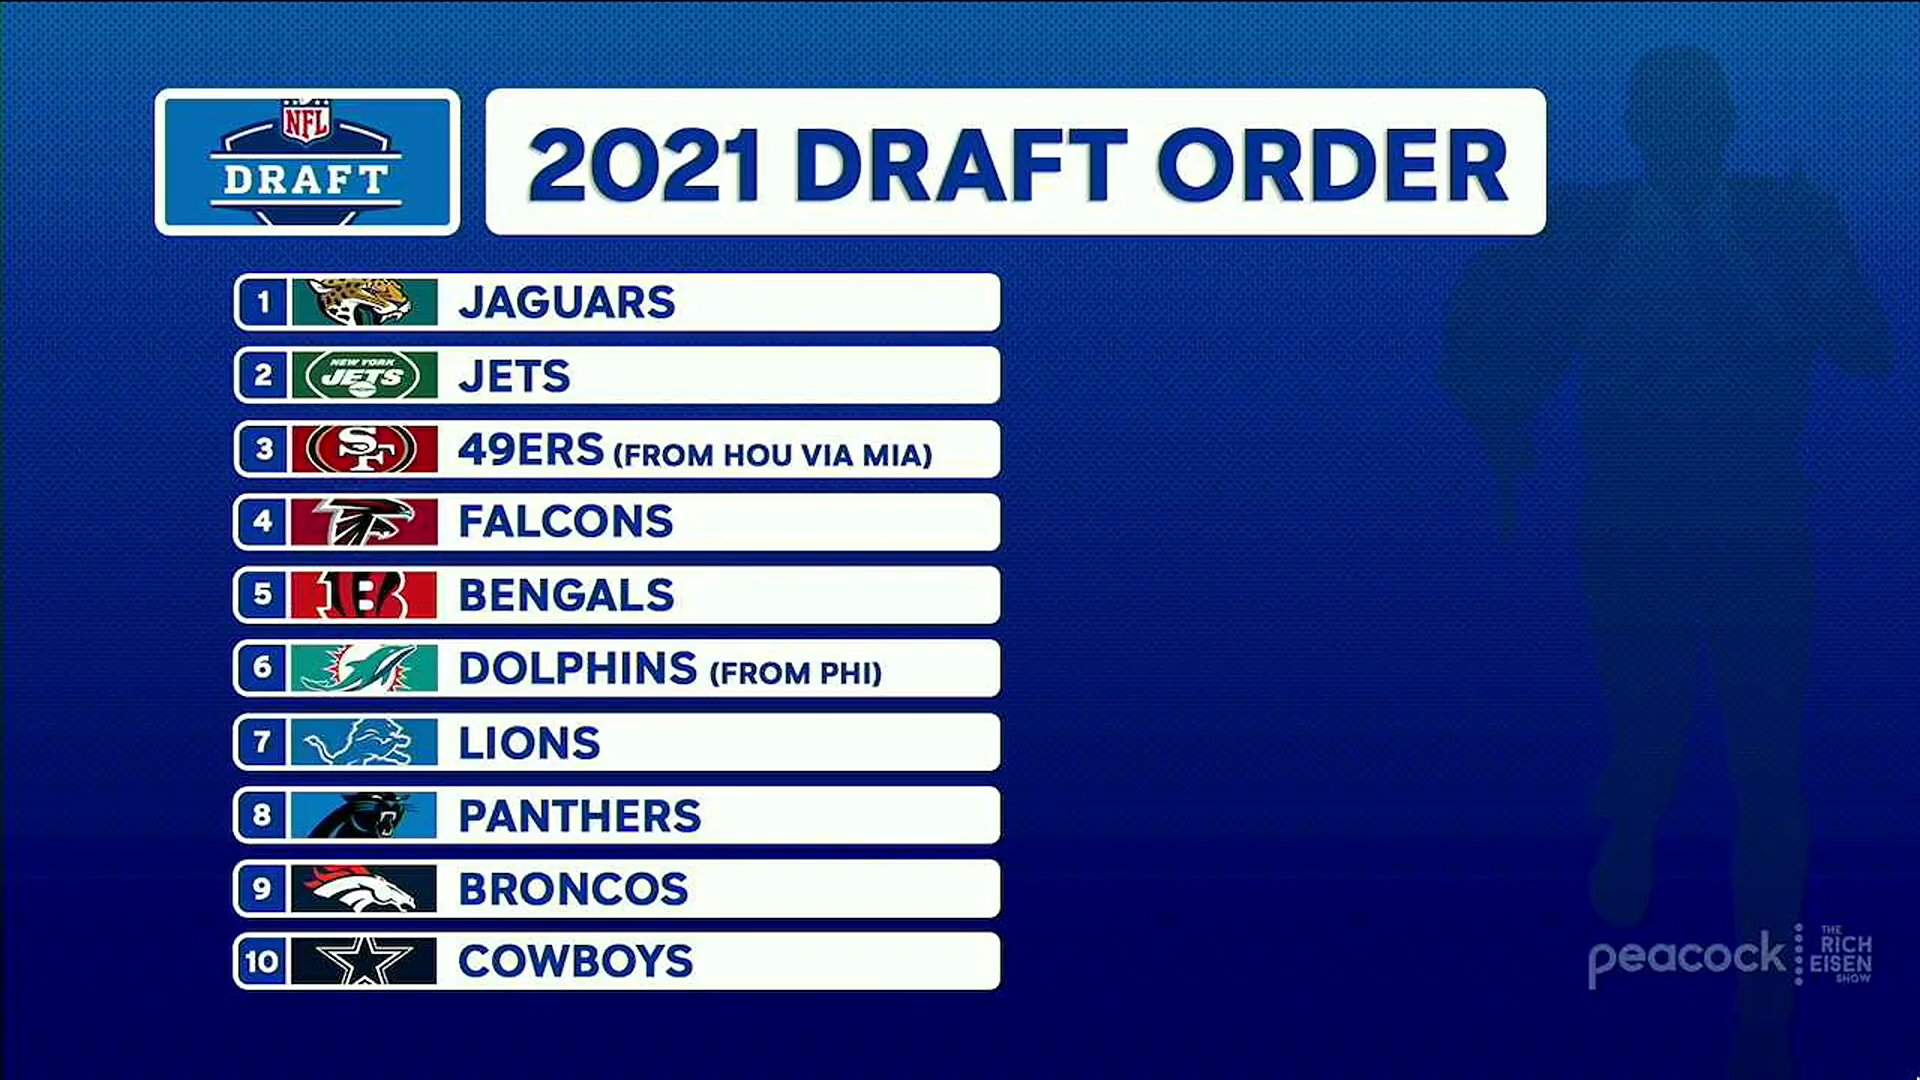 NFL
DRAFT
2021 DRAFT ORDER
1 JAGUARS
2 NEW YORK JETS JETS
3 SF 49ERS (FROM HOU VIA MIA)
4 FALCONS
5 B BENGALS
6 DOLPHINS (FROM PHI)
7 LIONS
8 PANTHERS
9 BRONCOS
10 COWBOYS
peacock
THE
RICH
EISEN
SHOW